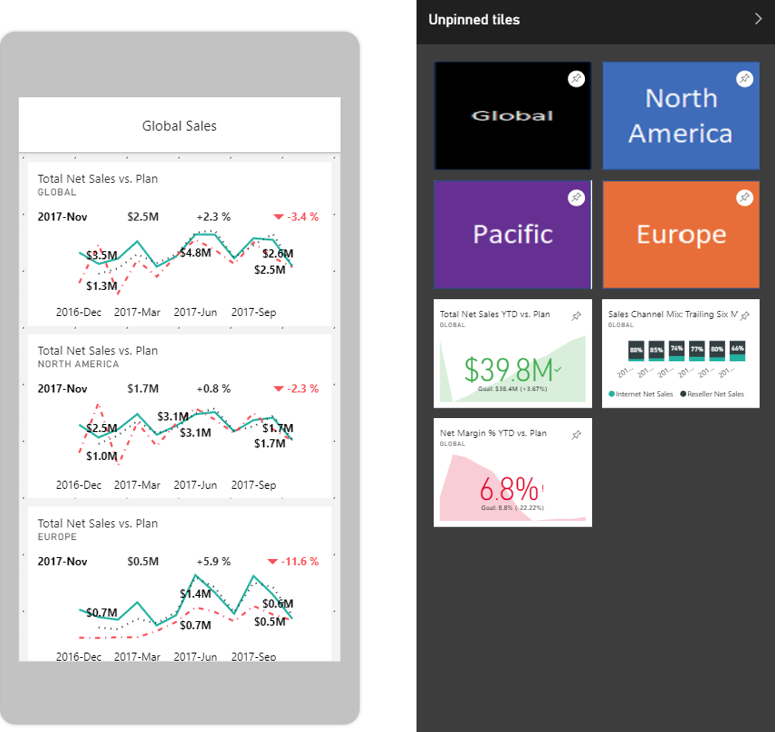 Global Sales
Total Net Sales vs. Plan
GLOBAL
2017-Nov $2.5M +2.3 % -3.4 %
$3.5M $4.8M $2.6M
$2.5M
$1.3M
2016-Dec 2017-Mar 2017-Jun 2017-Sep
Total Net Sales vs. Plan
NORTH AMERICA
2017-Nov $1.7M +0.8 % -2.3 %
$3.1M
$2.5M $3.1M $1.7M
$1.7M
$1.0M
2016-Dec 2017-Mar 2017-Jun 2017-Sep
Total Net Sales vs. Plan
EUROPE
2017-Nov $0.5M +5.9 % -11.6 %
$1.4M
$0.7M $0.6M
$0.7M $0.5M
2016-Dec 2017-Mar 2017-Jun 2017-Sep
Unpinned tiles
Global
North
America
Pacific
Europe
Total Net Sales YTD vs. Plan
GLOBAL
$39.8M
Goal: $38.4M (+3.67%)
Sales Channel Mix: Trailing Six M
GLOBAL
88% 85% 74% 77% 80% 66%
201... 201... 201... 201... 201... 201...
Internet Net Sales Reseller Net Sales
Net Margin % YTD vs. Plan
GLOBAL
6.8%!
Goal: 8.8% (-22.22%)